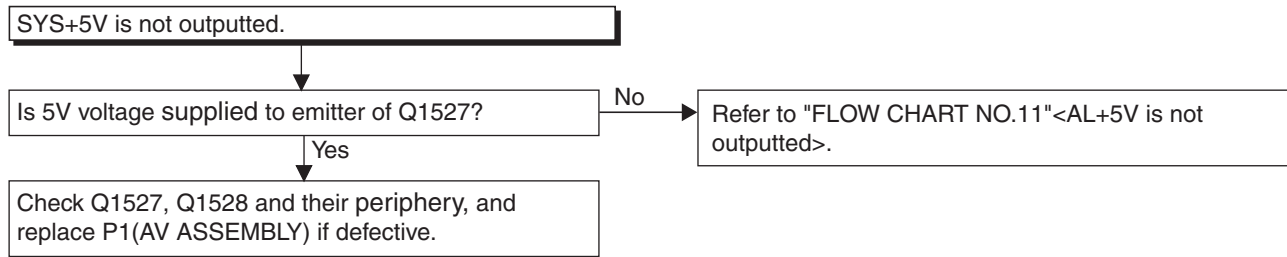 SYS+5V is not outputted.
Is 5V voltage supplied to emitter of Q1527?
No
Refer to "FLOW CHART NO.11"<AL+5V is not
outputted>.
Yes
Check Q1527, Q1528 and their periphery, and
replace P1(AV ASSEMBLY) if defective.